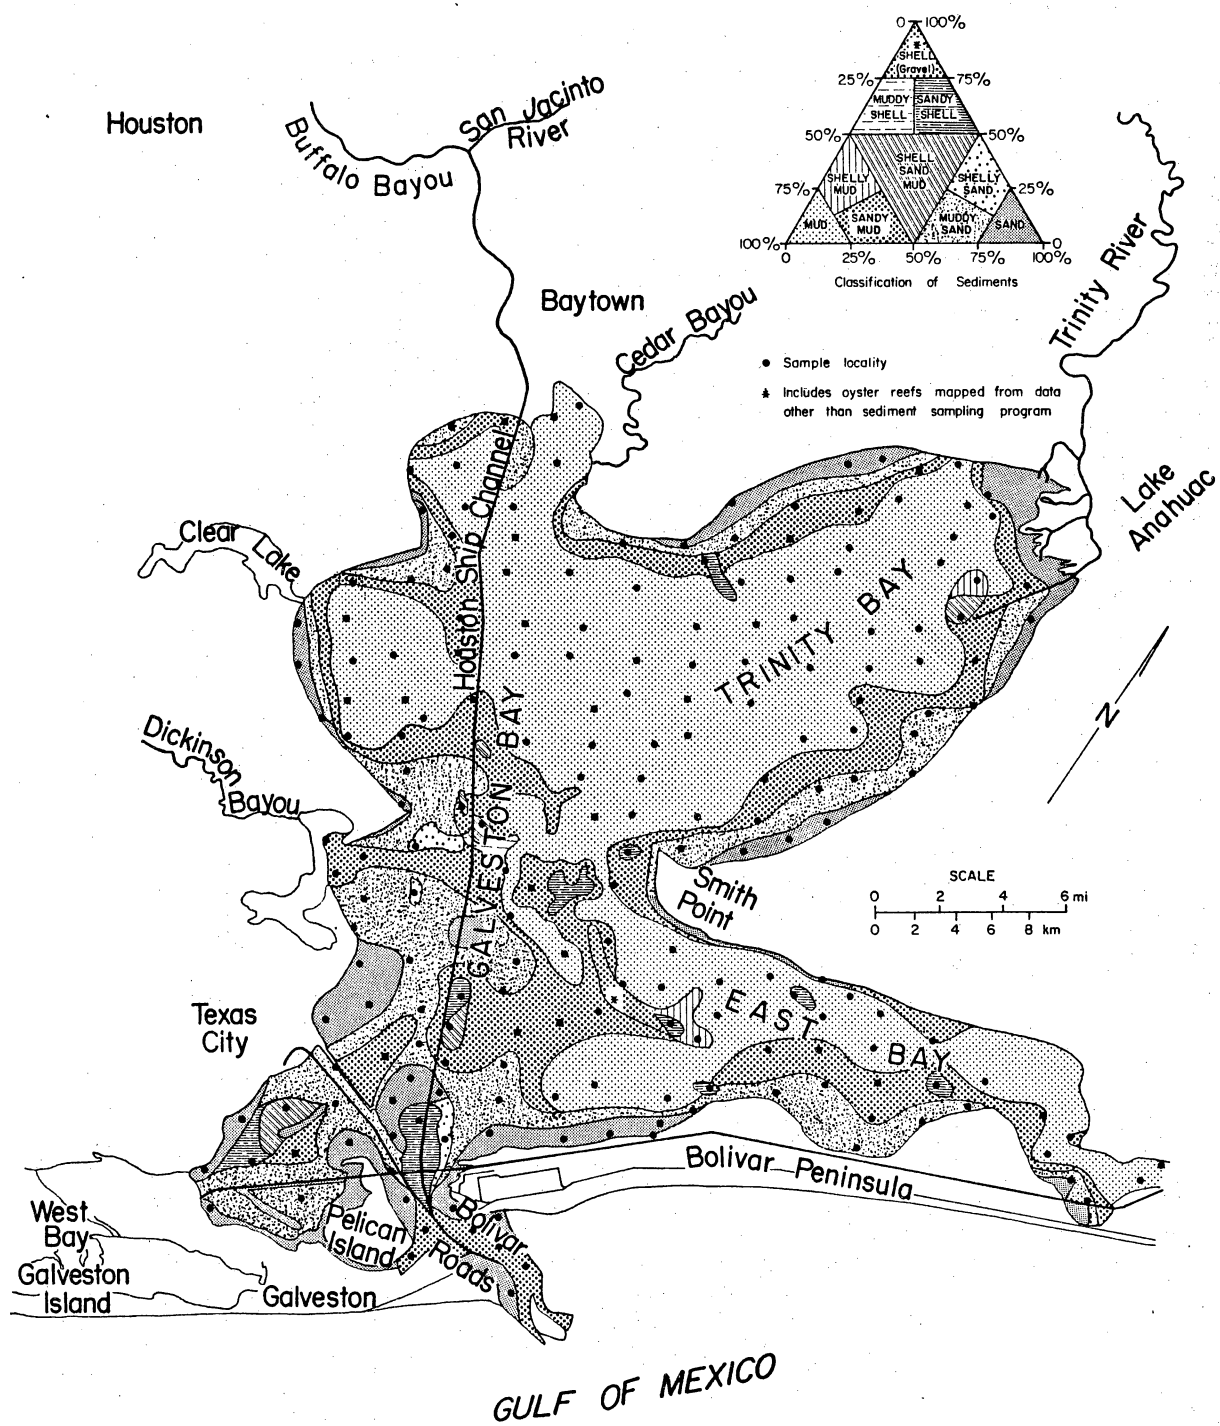 0 100%
*
SHELL
(Gravel)
25% 75%
MUDDY SHELL
SANDY SHELL
50% 50%
SHELL
SAND
MUD
SHELLY MUD
SHELLY SAND
75% 25%
MUD
SANDY MUD
MUDDY SAND
SAND
100% 0
0 25% 50% 75% 100%
Classification of Sediments
Houston
Buffalo Bayou
San Jacinto
River
Baytown
Cedar Bayou
Trinity River
Sample locality
* Includes oyster reefs mapped from data
other than sediment sampling program
Lake
Anahuac
Houston Ship Channel
Clear Lake
TRINITY BAY
N
Dickinson
Bayou
GALVESTON BAY
SCALE
0 2 4 6 mi
0 2 4 6 8 km
Smith
Point
EAST BAY
Texas
City
Bolivar Peninsula
West
Bay
Pelican
Island
Bolivar
Roads
Galveston
Island
Galveston
GULF OF MEXICO